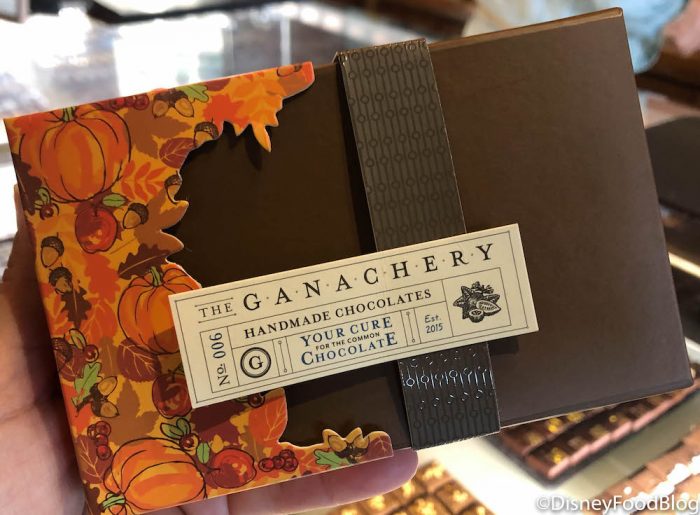 THE GANACHERY
HANDMADE CHOCOLATES
No. 006
G
YOUR CURE
FOR THE COMMON
CHOCOLATE
Est.
2015
©DisneyFoodBlog